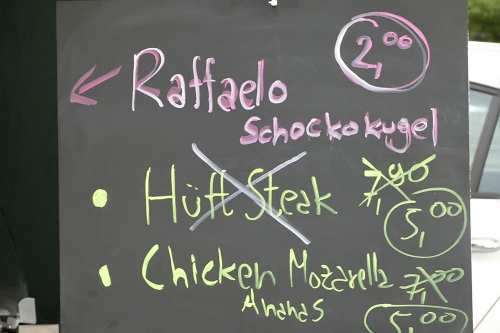 Raffaelo 2,00
Schockokugel
Hüft Steak 7,90
5,00
Chicken Mozarella 7,00
Ananas 5,00